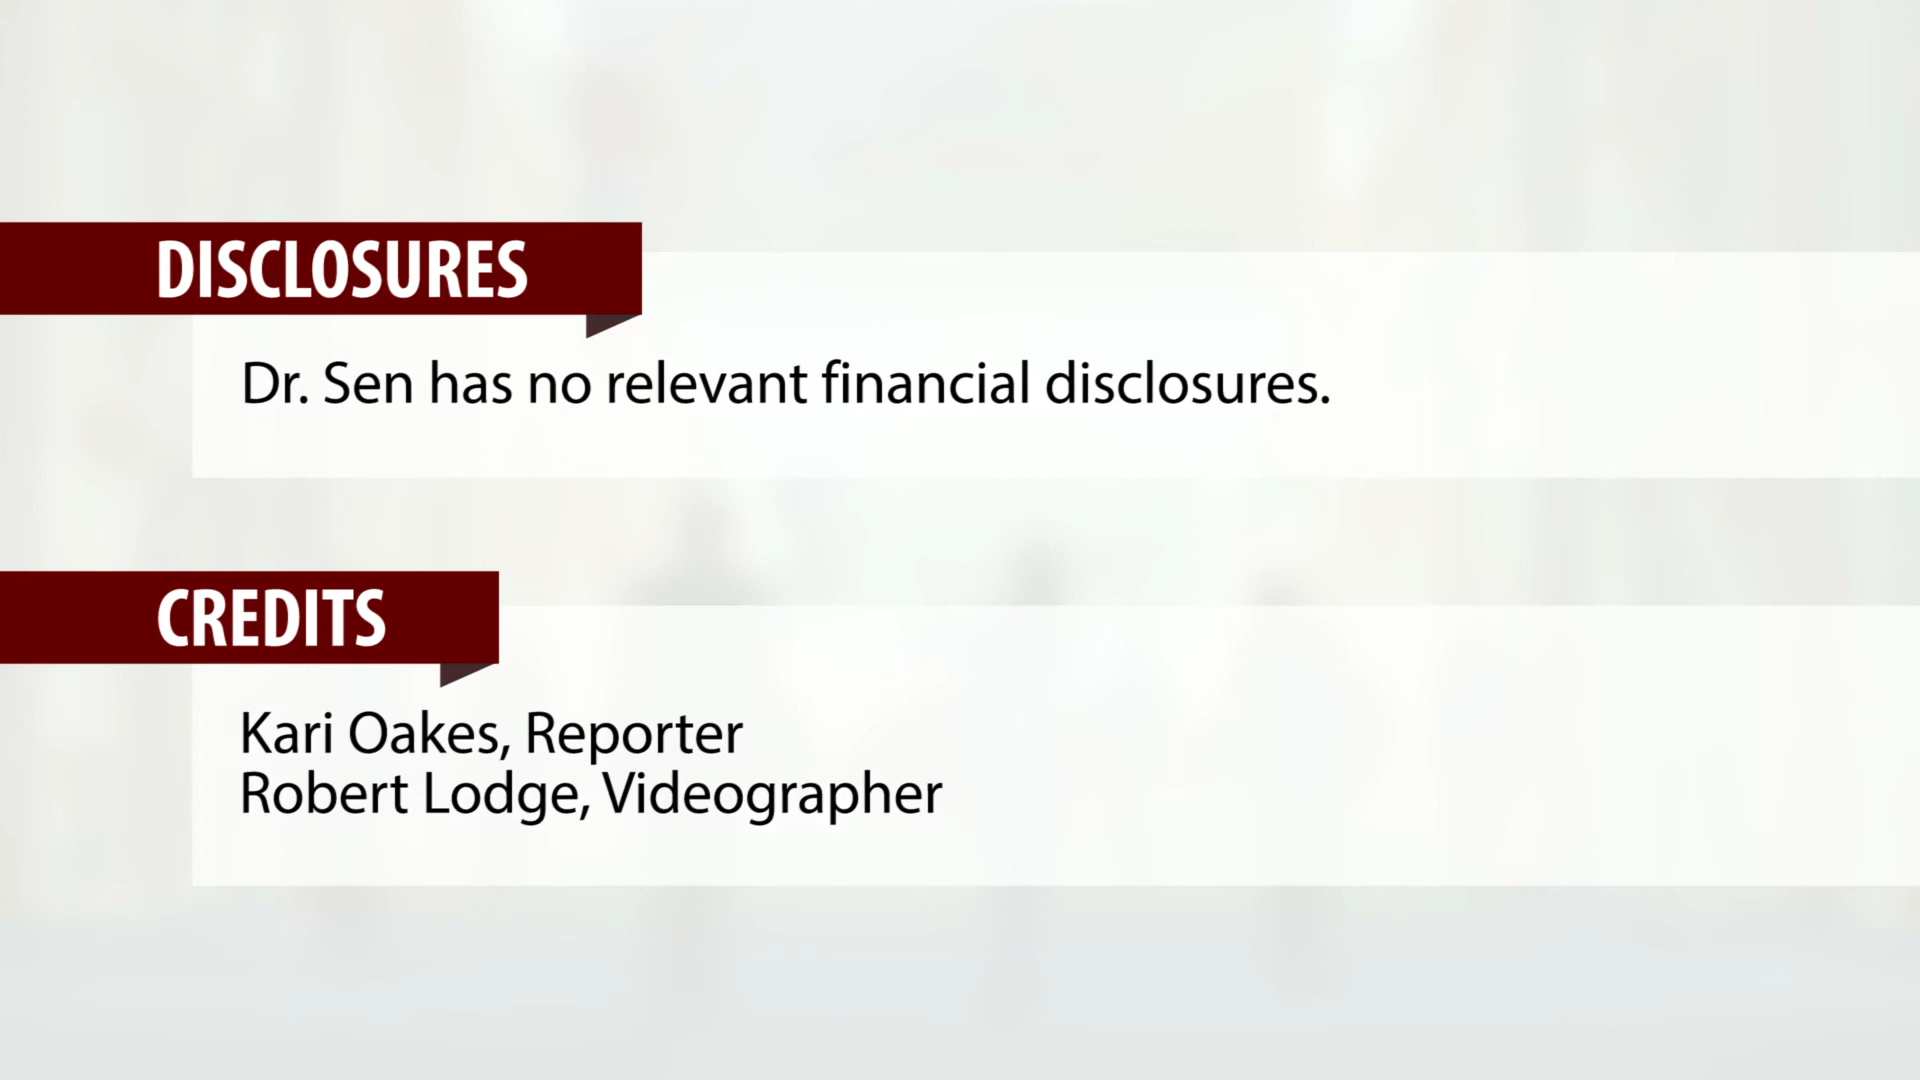 DISCLOSURES
Dr. Sen has no relevant financial disclosures.
CREDITS
Kari Oakes, Reporter
Robert Lodge, Videographer